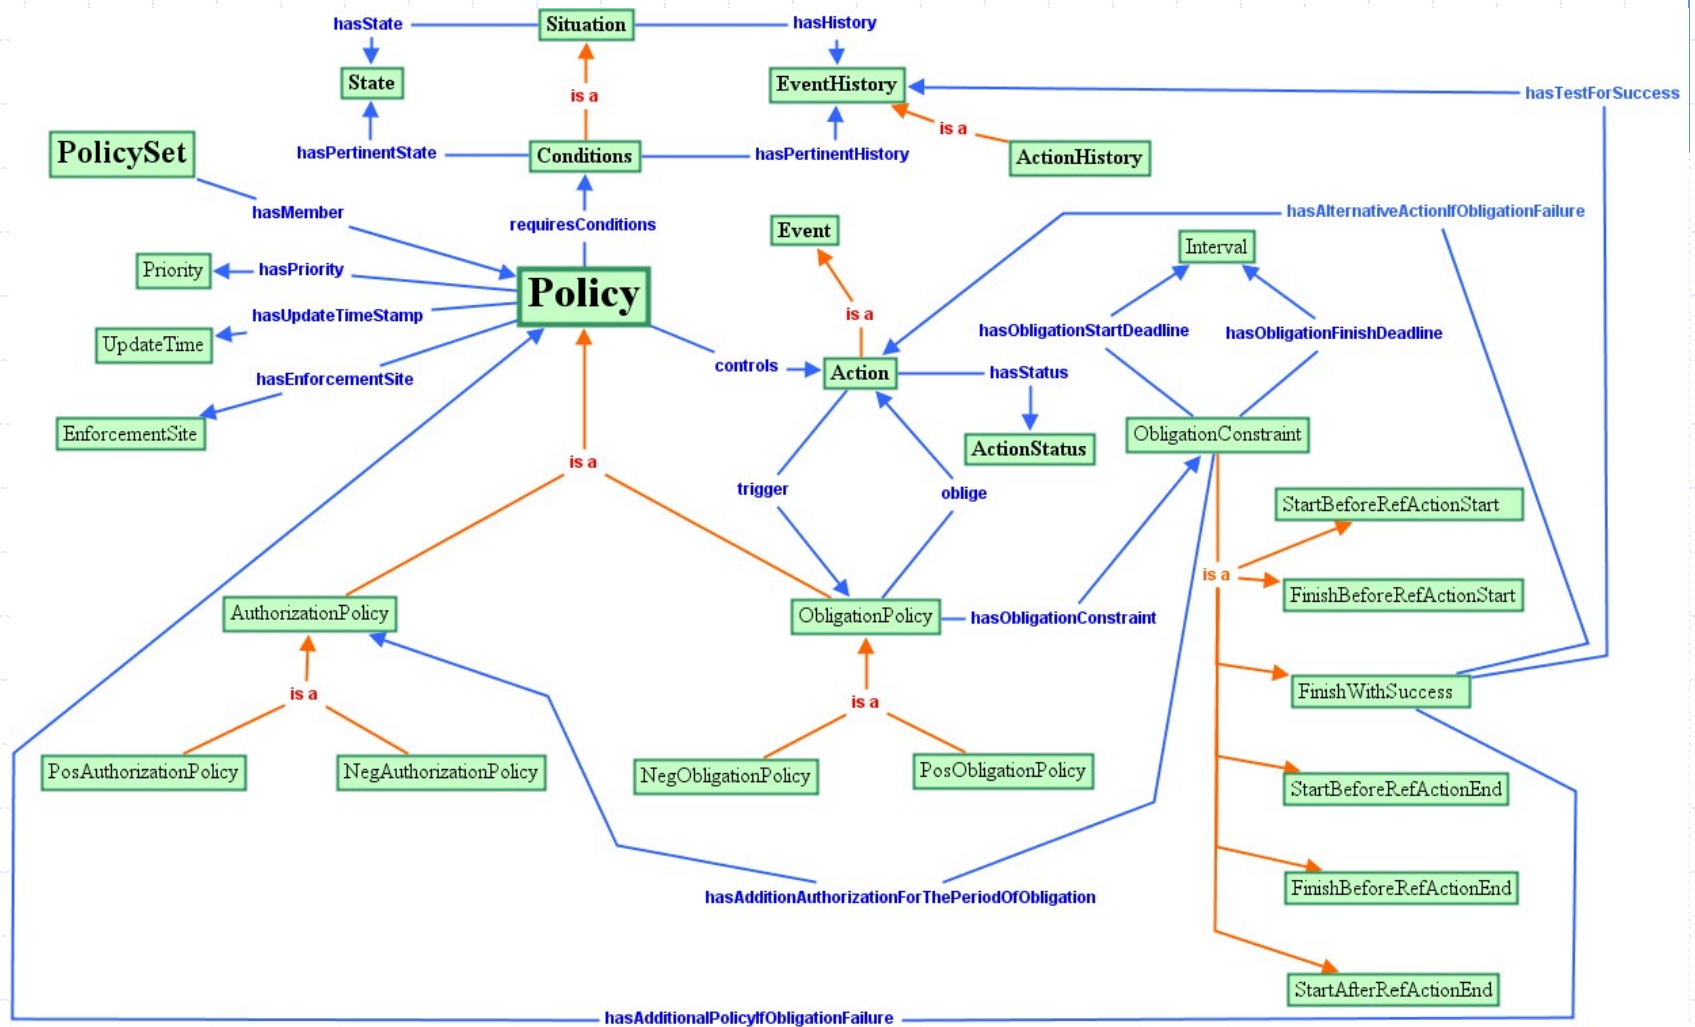 hasState
Situation
hasHistory
State
EventHistory
hasTestForSuccess
is a
is a
PolicySet
hasPertinentState
Conditions
hasPertinentHistory
ActionHistory
hasMember
requiresConditions
Event
hasAlternativeActionIfObligationFailure
Interval
Priority
hasPriority
Policy
hasUpdateTimeStamp
is a
hasObligationStartDeadline
hasObligationFinishDeadline
UpdateTime
controls
Action
hasStatus
hasEnforcementSite
EnforcementSite
ObligationConstraint
ActionStatus
is a
trigger
oblige
StartBeforeRefActionStart
is a
FinishBeforeRefActionStart
AuthorizationPolicy
ObligationPolicy
hasObligationConstraint
is a
is a
FinishWithSuccess
PosAuthorizationPolicy
NegAuthorizationPolicy
NegObligationPolicy
PosObligationPolicy
StartBeforeRefActionEnd
hasAdditionAuthorizationForThePeriodOfObligation
FinishBeforeRefActionEnd
StartAfterRefActionEnd
hasAdditionalPolicyIfObligationFailure